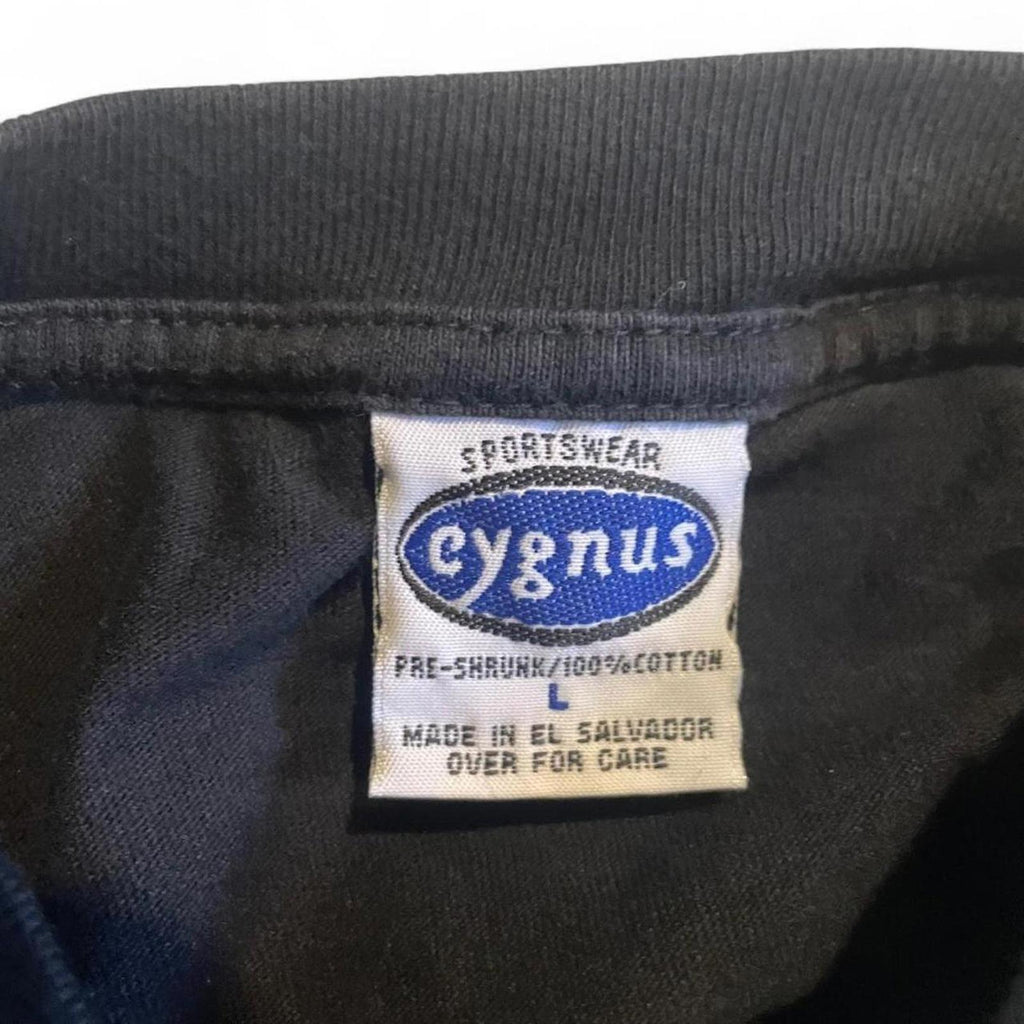 SPORTSWEAR
cygnus
PRE-SHRUNK/100%COTTON
L
MADE IN EL SALVADOR
OVER FOR CARE